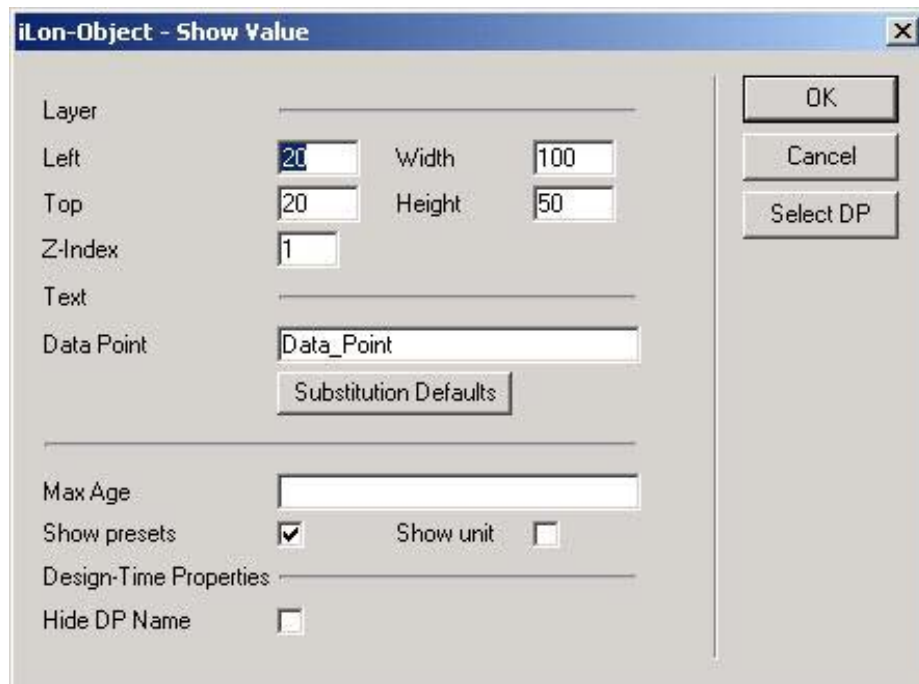 iLon-Object - Show Value
Layer
OK
Left 20 Width 100
Cancel
Top 20 Height 50
Select DP
Z-Index 1
Text
Data Point Data_Point
Substitution Defaults
Max Age
Show presets Show unit
Design-Time Properties
Hide DP Name